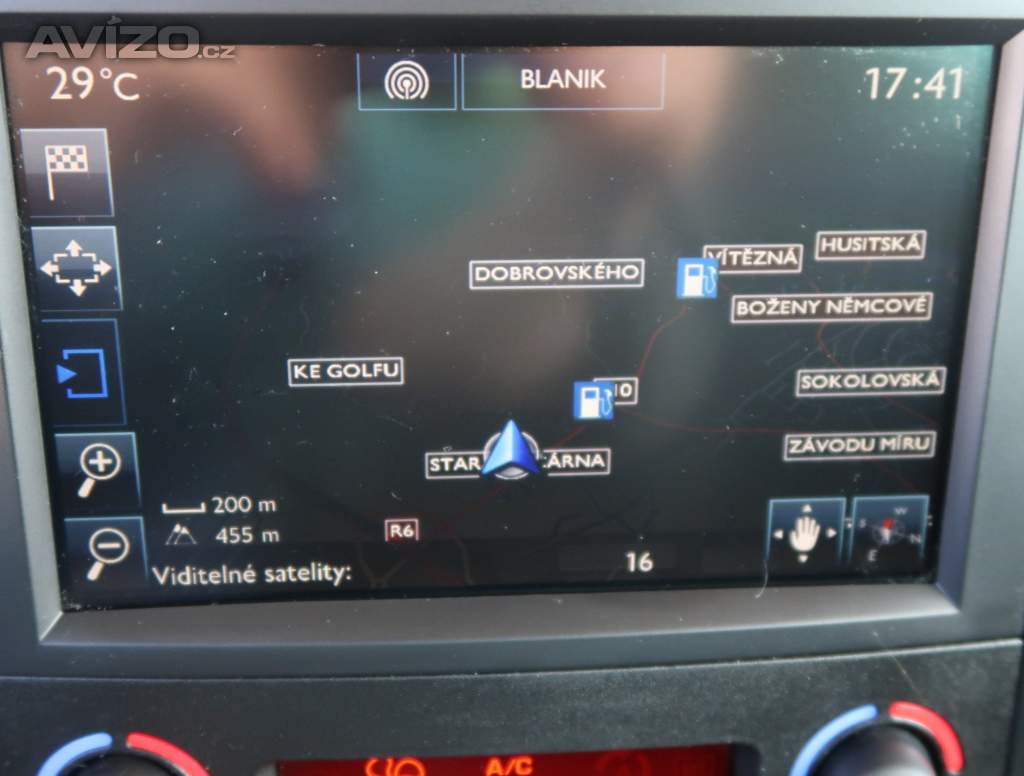 AVÍZO.cz
29°C
BLANIK
17:41
HUSITSKÁ
VÍTĚZNÁ
DOBROVSKÉHO
BOŽENY NĚMCOVÉ
KE GOLFU
SOKOLOVSKÁ
ZÁVODU MÍRU
200 m
455 m
R6
W
S
N
E
Viditelné satelity:
16
A/C